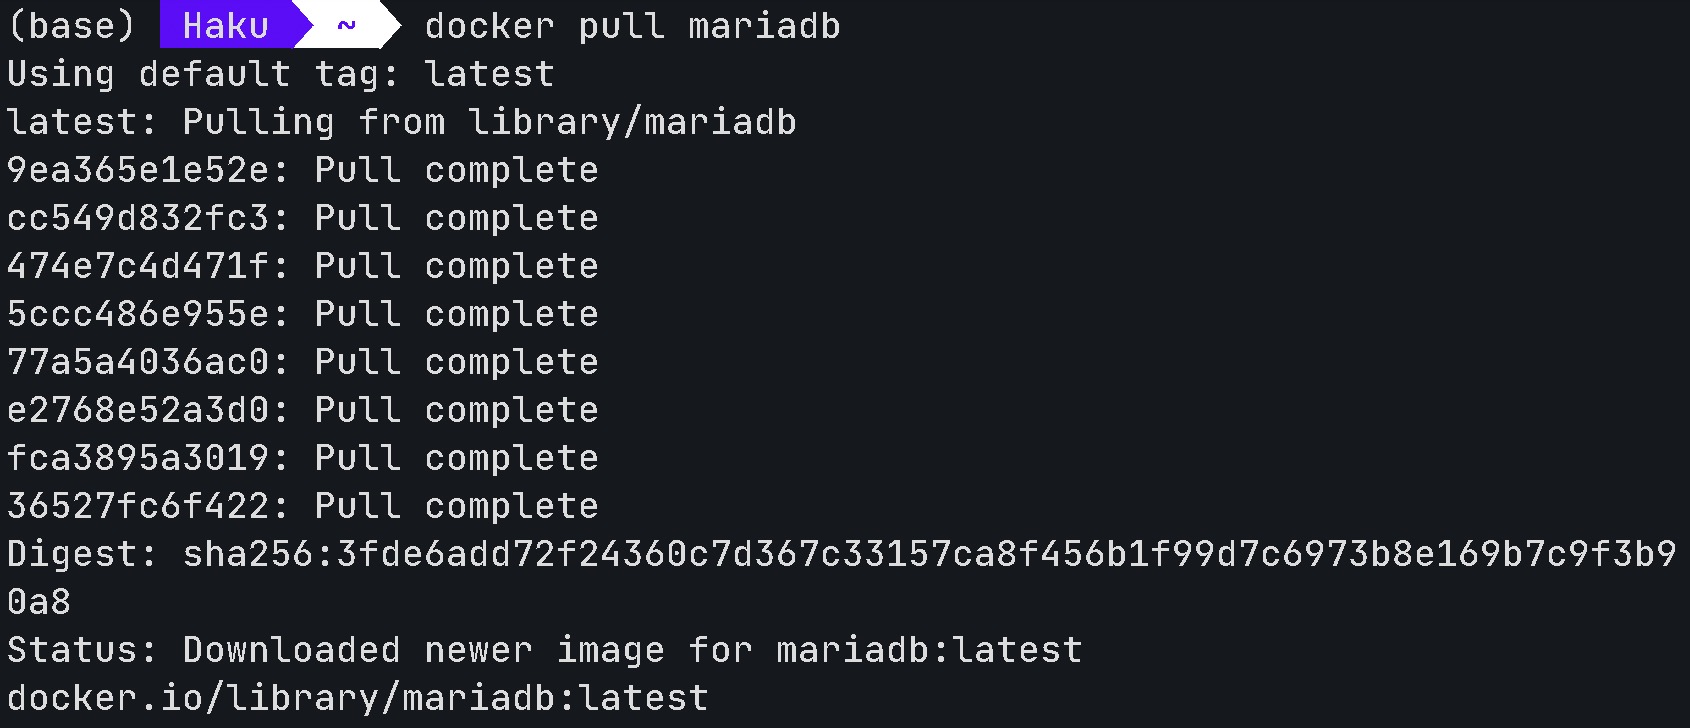 (base) Haku ~ docker pull mariadb
Using default tag: latest
latest: Pulling from library/mariadb
9ea365e1e52e: Pull complete
cc549d832fc3: Pull complete
474e7c4d471f: Pull complete
5ccc486e955e: Pull complete
77a5a4036ac0: Pull complete
e2768e52a3d0: Pull complete
fca3895a3019: Pull complete
36527fc6f422: Pull complete
Digest: sha256:3fde6add72f24360c7d367c33157ca8f456b1f99d7c6973b8e169b7c9f3b9
0a8
Status: Downloaded newer image for mariadb:latest
docker.io/library/mariadb:latest